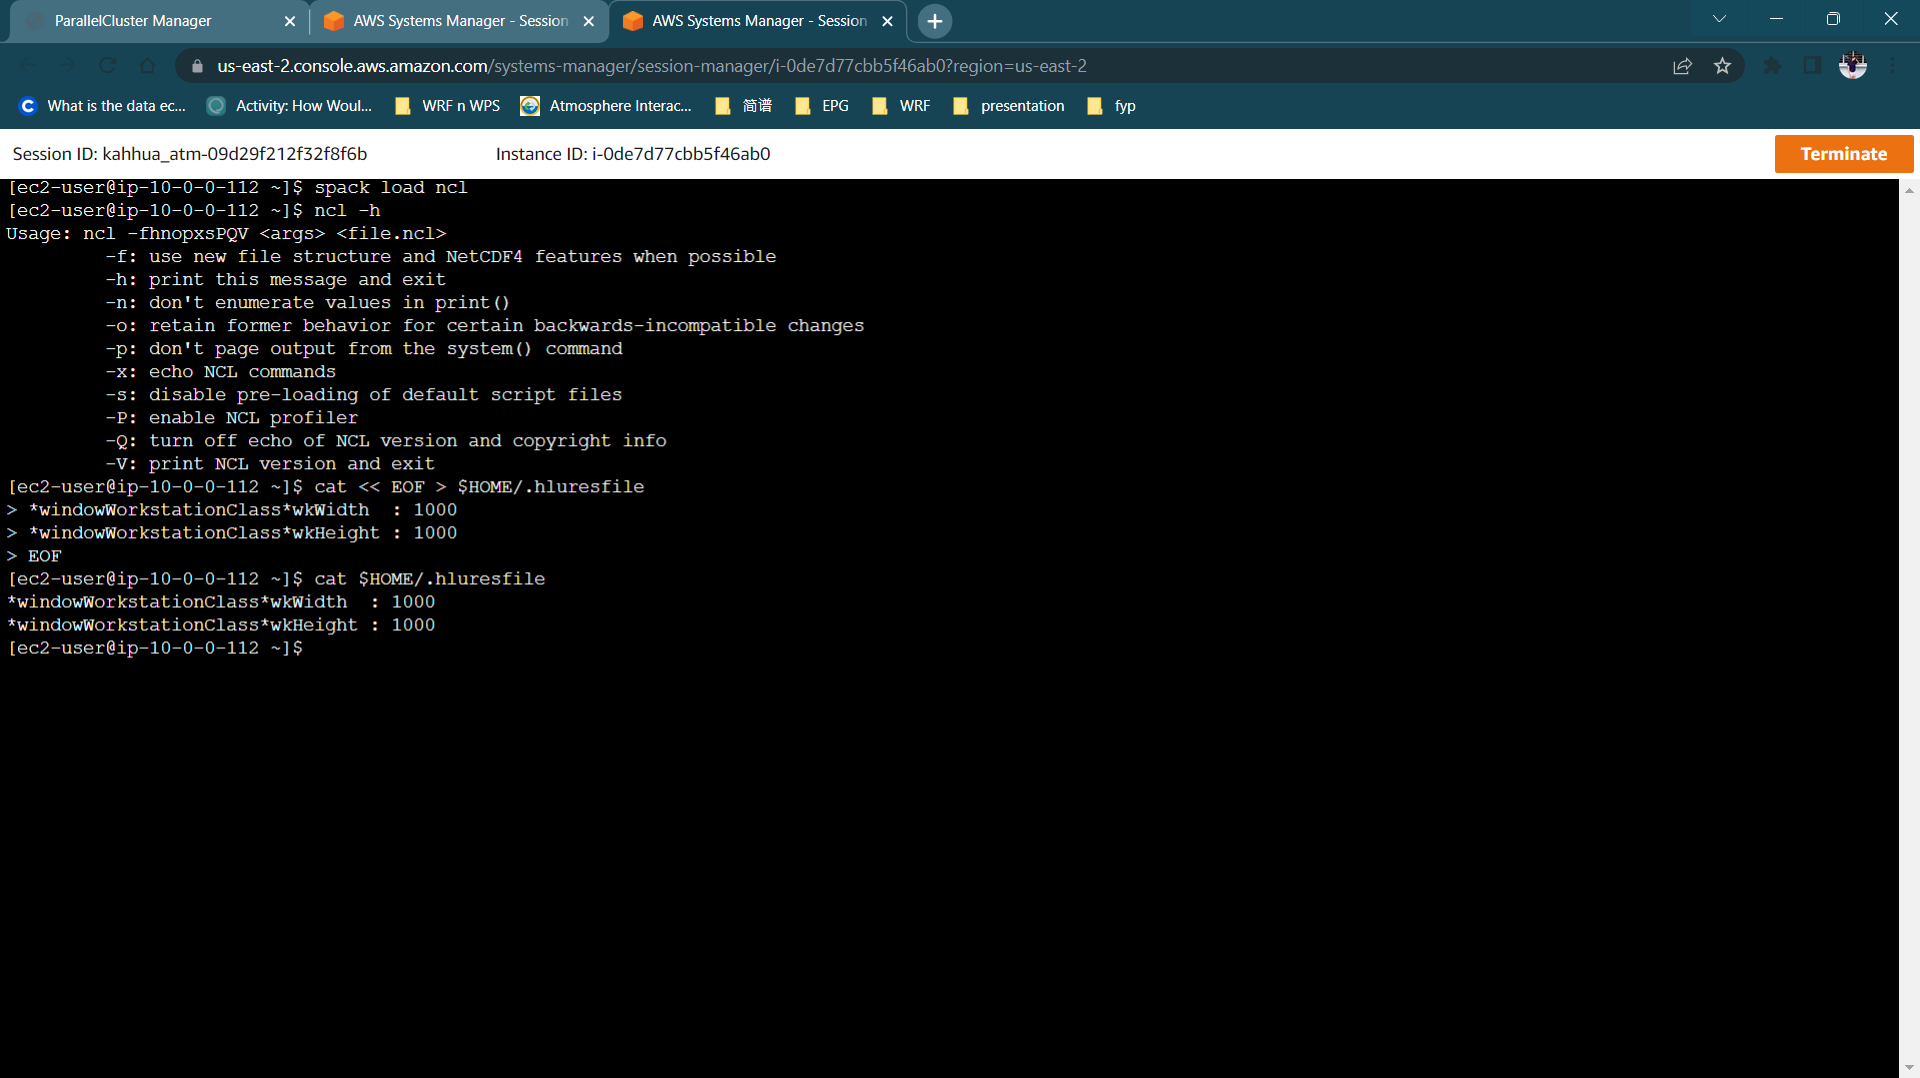 ParallelCluster Manager
AWS Systems Manager - Session
AWS Systems Manager - Session
us-east-2.console.aws.amazon.com/systems-manager/session-manager/i-0de7d77cbb5f46ab0?region=us-east-2
What is the data ec...
Activity: How Woul...
WRF n WPS
Atmosphere Interac...
简谱
EPG
WRF
presentation
fyp
Session ID: kahhua_atm-09d29f212f32f8f6b
Instance ID: i-0de7d77cbb5f46ab0
Terminate
[ec2-user@ip-10-0-0-112 ~]$ spack load ncl
[ec2-user@ip-10-0-0-112 ~]$ ncl -h
Usage: ncl -fhnopxsPQV <args> <file.ncl>
-f: use new file structure and NetCDF4 features when possible
-h: print this message and exit
-n: don't enumerate values in print()
-o: retain former behavior for certain backwards-incompatible changes
-p: don't page output from the system() command
-x: echo NCL commands
-s: disable pre-loading of default script files
-P: enable NCL profiler
-Q: turn off echo of NCL version and copyright info
-V: print NCL version and exit
[ec2-user@ip-10-0-0-112 ~]$ cat << EOF > $HOME/.hluresfile
> *windowWorkstationClass*wkWidth  : 1000
> *windowWorkstationClass*wkHeight : 1000
> EOF
[ec2-user@ip-10-0-0-112 ~]$ cat $HOME/.hluresfile
*windowWorkstationClass*wkWidth  : 1000
*windowWorkstationClass*wkHeight : 1000
[ec2-user@ip-10-0-0-112 ~]$